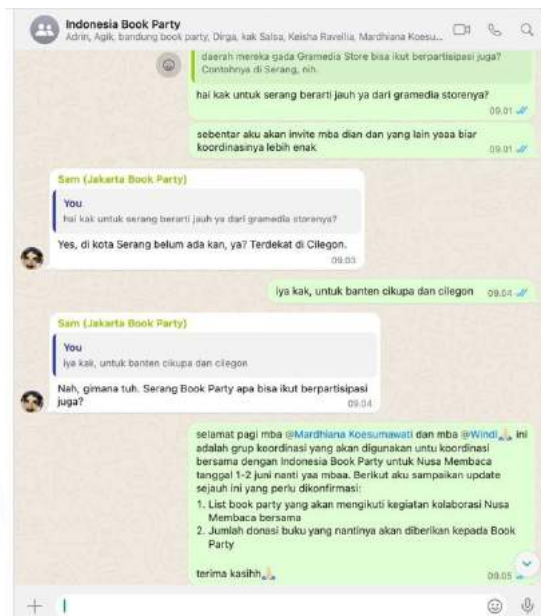 Indonesia Book Party
Adrin, Agik, bandung book party, Dirga, kak Salsa, Keisha Ravellia, Mardhiana Koesu...
daerah mereka gada Gramedia Store bisa ikut berpartisipasi juga?
Contohnya di Serang, nih.
hai kak untuk serang berarti jauh ya dari gramedia storenya?
09.01
sebentar aku akan invite mba dian dan yang lain yaaa biar
koordinasinya lebih enak
09.01
Sam (Jakarta Book Party)
You
hai kak untuk serang berarti jauh ya dari gramedia storenya?
Yes, di kota Serang belum ada kan, ya? Terdekat di Cilegon.
09.03
iya kak, untuk banten cikupa dan cilegon 09.04
Sam (Jakarta Book Party)
You
iya kak, untuk banten cikupa dan cilegon
Nah, gimana tuh. Serang Book Party apa bisa ikut berpartisipasi
juga?
09.04
selamat pagi mba @Mardhiana Koesumawati dan mba @Windi🙏🏻 ini
adalah grup koordinasi yang akan digunakan untu koordinasi
bersama dengan Indonesia Book Party untuk Nusa Membaca
tanggal 1-2 juni nanti yaa mbaa. Berikut aku sampaikan update
sejauh ini yang perlu dikonfirmasi:
1. List book party yang akan mengikuti kegiatan kolaborasi Nusa
Membaca bersama
2. Jumlah donasi buku yang nantinya akan diberikan kepada Book
Party
terima kasihh🙏🏻
09.05